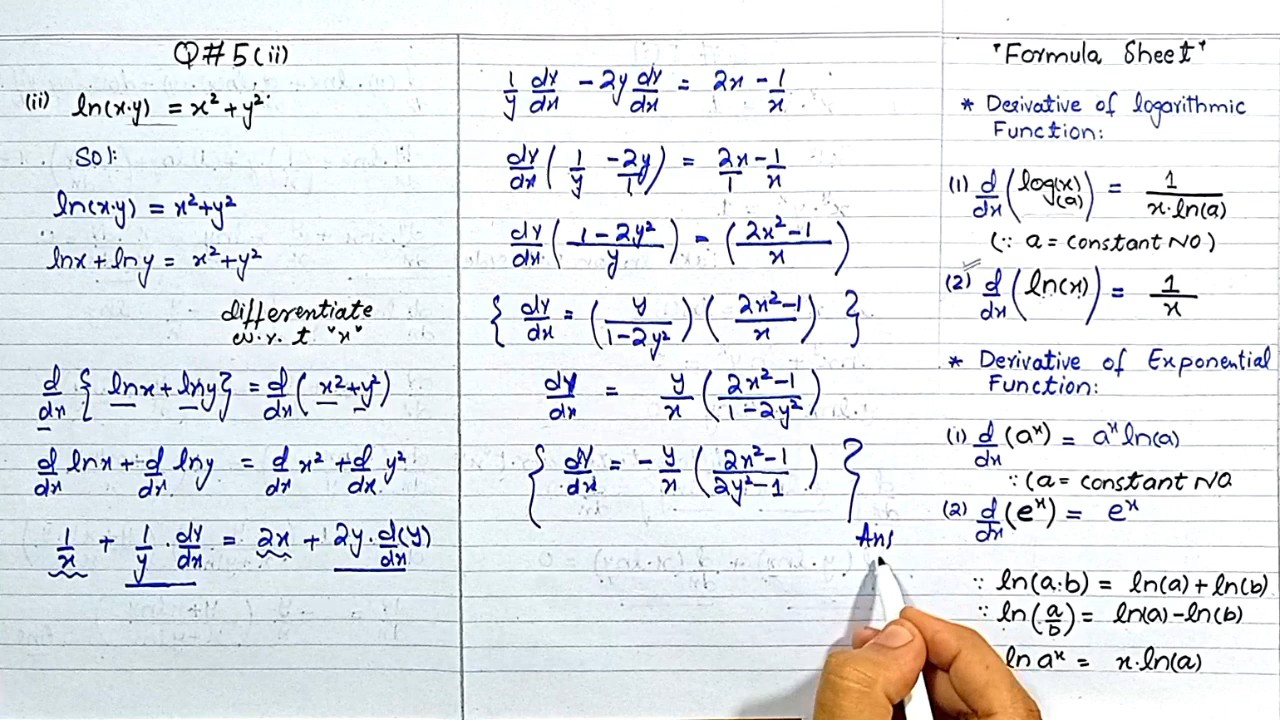 Q#5(ii)
(ii) ln(x·y) = x² + y²
Sol:
ln(x·y) = x²+y²
lnx + lny = x²+y²
differentiate
w.r.t "x"
d/dx { lnx + lny } = d/dx (x²+y²)
d/dx lnx + d/dx lny = d/dx x² + d/dx y²
1/x + 1/y · dy/dx = 2x + 2y · d/dx(y)
1/y dy/dx - 2y dy/dx = 2x - 1/x
dy/dx ( 1/y - 2y/1 ) = 2x/1 - 1/x
dy/dx ( (1-2y²)/y ) = ( (2x²-1)/x )
{ dy/dx = ( y/(1-2y²) ) ( (2x²-1)/x ) }
dy/dx = y/x ( (2x²-1)/(1-2y²) )
{ dy/dx = - y/x ( (2x²-1)/(2y²-1) ) }
Ans
"Formula Sheet"
* Derivative of logarithmic
Function:
(1) d/dx ( log(x)(a) ) = 1/(x·ln(a))
(∵ a = constant NO)
(2) d/dx ( ln(x) ) = 1/x
* Derivative of Exponential
Function:
(1) d/dx (aˣ) = aˣ ln(a)
∵ (a = constant NO
(2) d/dx (eˣ) = eˣ
∵ ln(a·b) = ln(a) + ln(b)
∵ ln(a/b) = ln(a) - ln(b)
ln aˣ = x·ln(a)